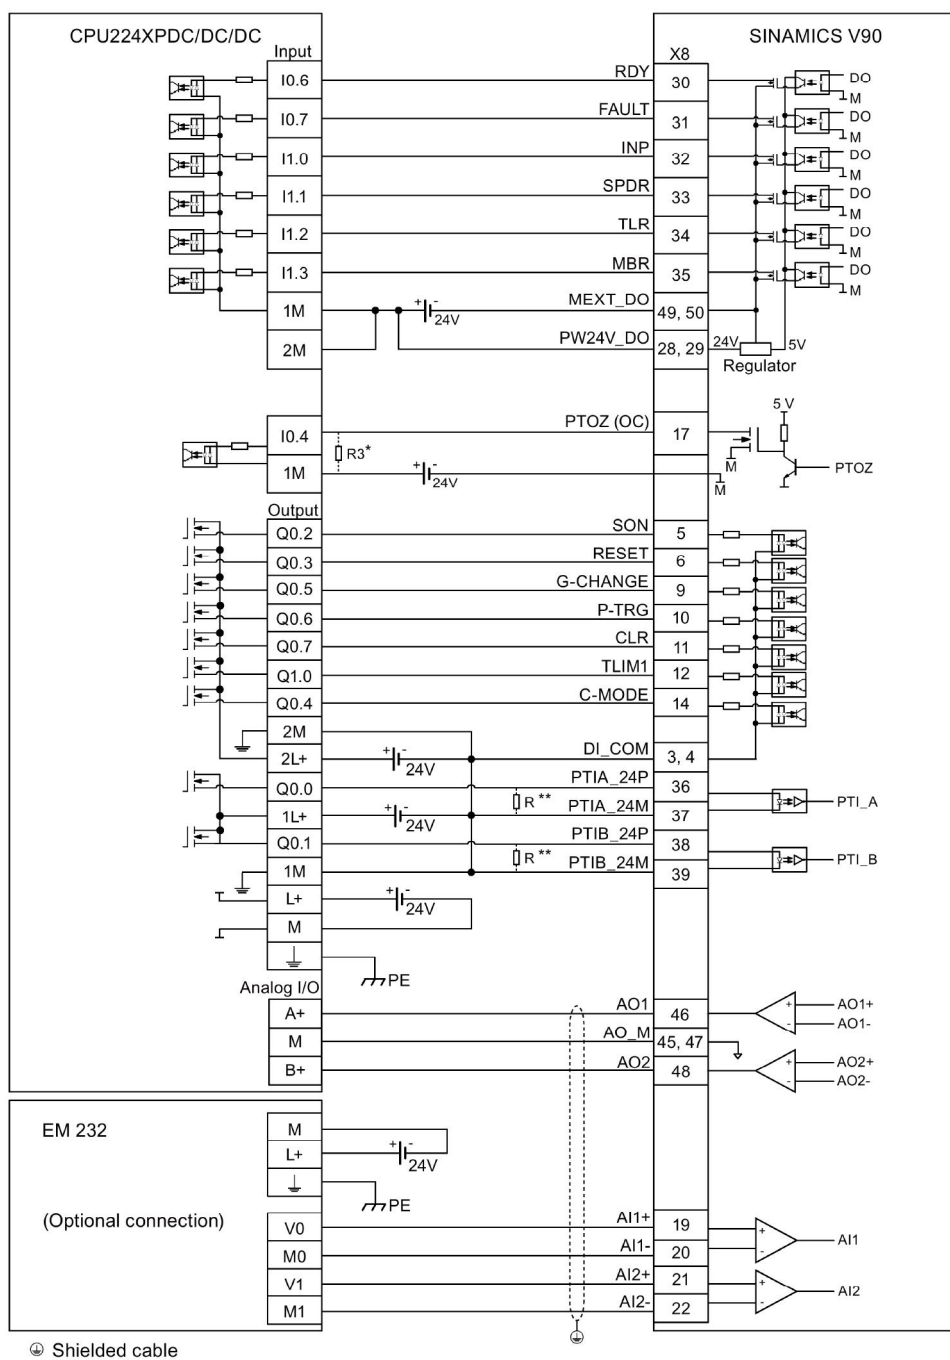 CPU224XPDC/DC/DC
SINAMICS V90
Input
X8
I0.6
RDY
30
DO
M
I0.7
FAULT
31
DO
M
I1.0
INP
32
DO
M
I1.1
SPDR
33
DO
M
I1.2
TLR
34
DO
M
I1.3
MBR
35
DO
M
1M
+ -
24V
MEXT_DO
49, 50
2M
PW24V_DO
28, 29
24V
5V
Regulator
5 V
I0.4
PTOZ (OC)
17
R3*
M
PTOZ
1M
+ -
24V
M
Output
Q0.2
SON
5
Q0.3
RESET
6
Q0.5
G-CHANGE
9
Q0.6
P-TRG
10
Q0.7
CLR
11
Q1.0
TLIM1
12
Q0.4
C-MODE
14
2M
2L+
+ -
24V
DI_COM
3, 4
Q0.0
PTIA_24P
36
R **
PTI_A
1L+
+ -
24V
PTIA_24M
37
Q0.1
PTIB_24P
38
R **
PTI_B
1M
PTIB_24M
39
L+
+ -
24V
M
PE
Analog I/O
A+
AO1
46
+
-
AO1+
AO1-
M
AO_M
45, 47
B+
AO2
48
+
-
AO2+
AO2-
EM 232
M
L+
+ -
24V
PE
(Optional connection)
V0
AI1+
19
+
M0
AI1-
20
-
AI1
V1
AI2+
21
+
M1
AI2-
22
-
AI2
Shielded cable